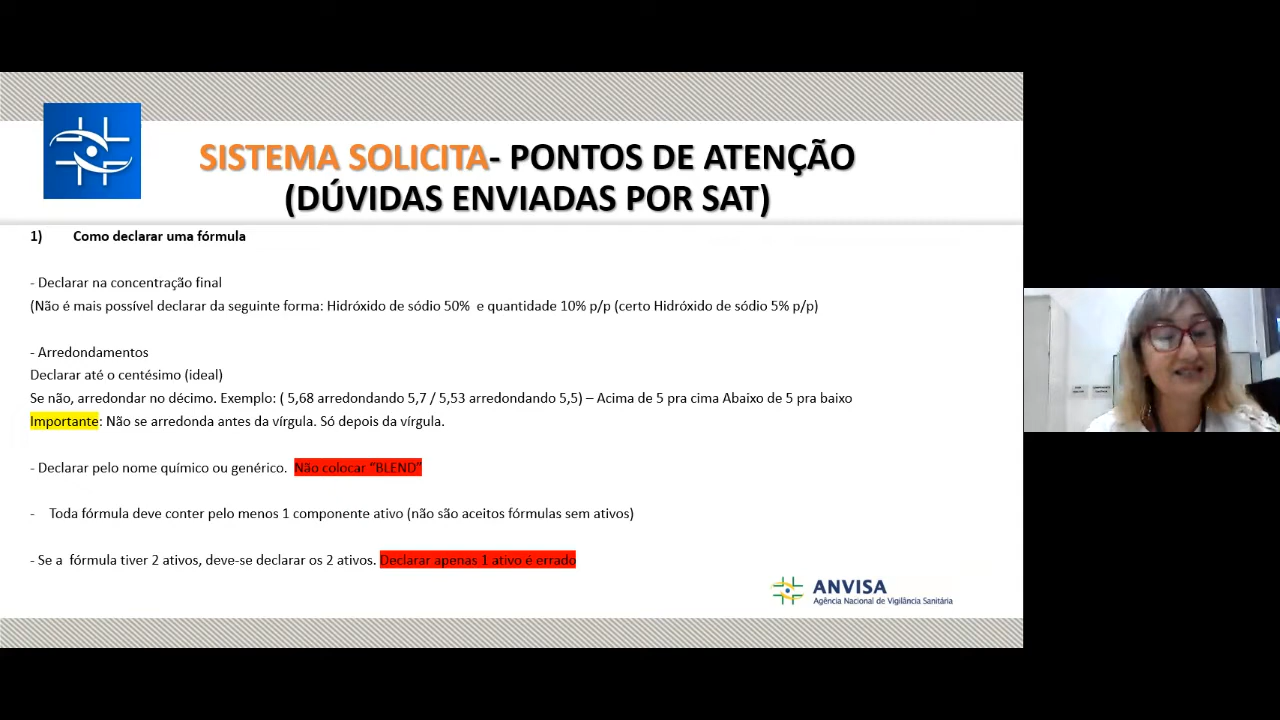 SISTEMA SOLICITA- PONTOS DE ATENÇÃO
(DÚVIDAS ENVIADAS POR SAT)
1) Como declarar uma fórmula
- Declarar na concentração final
(Não é mais possível declarar da seguinte forma: Hidróxido de sódio 50% e quantidade 10% p/p (certo Hidróxido de sódio 5% p/p)
- Arredondamentos
Declarar até o centésimo (ideal)
Se não, arredondar no décimo. Exemplo: ( 5,68 arredondado 5,7 / 5,53 arredondando 5,5) – Acima de 5 pra cima Abaixo de 5 pra baixo
Importante: Não se arredonda antes da vírgula. Só depois da vírgula.
- Declarar pelo nome químico ou genérico. Não colocar “BLEND”
- Toda fórmula deve conter pelo menos 1 componente ativo (não são aceitos fórmulas sem ativos)
- Se a fórmula tiver 2 ativos, deve-se declarar os 2 ativos. Declarar apenas 1 ativo é errado
ANVISA
Agência Nacional de Vigilância Sanitária